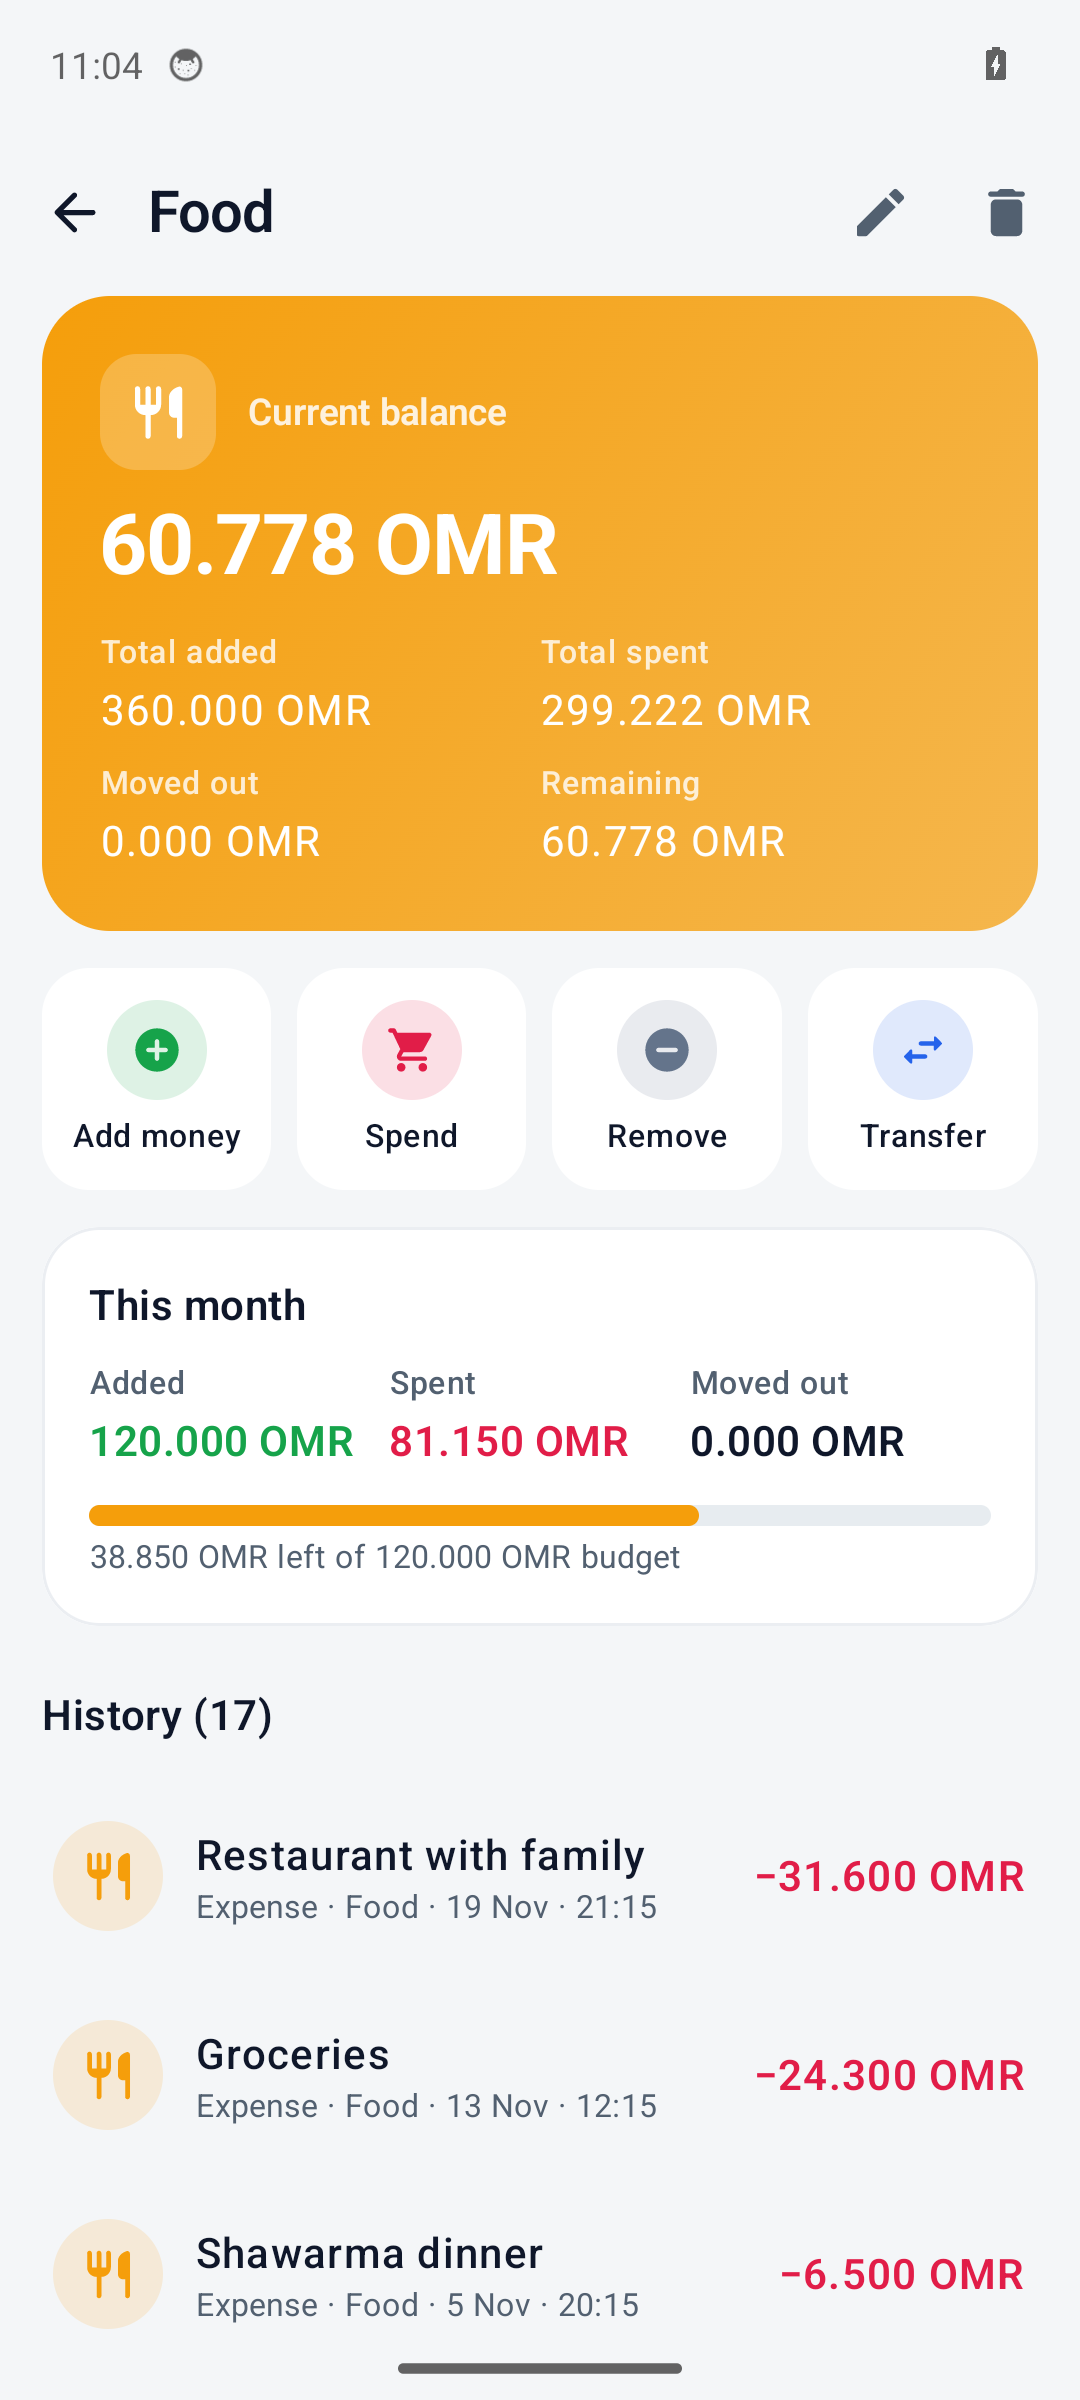 11:04
Food
Current balance
60.778 OMR
Total added
Total spent
360.000 OMR
299.222 OMR
Moved out
Remaining
0.000 OMR
60.778 OMR
Add money
Spend
Remove
Transfer
This month
Added
Spent
Moved out
120.000 OMR
81.150 OMR
0.000 OMR
38.850 OMR left of 120.000 OMR budget
History (17)
Restaurant with family
Expense · Food · 19 Nov · 21:15
−31.600 OMR
Groceries
Expense · Food · 13 Nov · 12:15
−24.300 OMR
Shawarma dinner
Expense · Food · 5 Nov · 20:15
−6.500 OMR